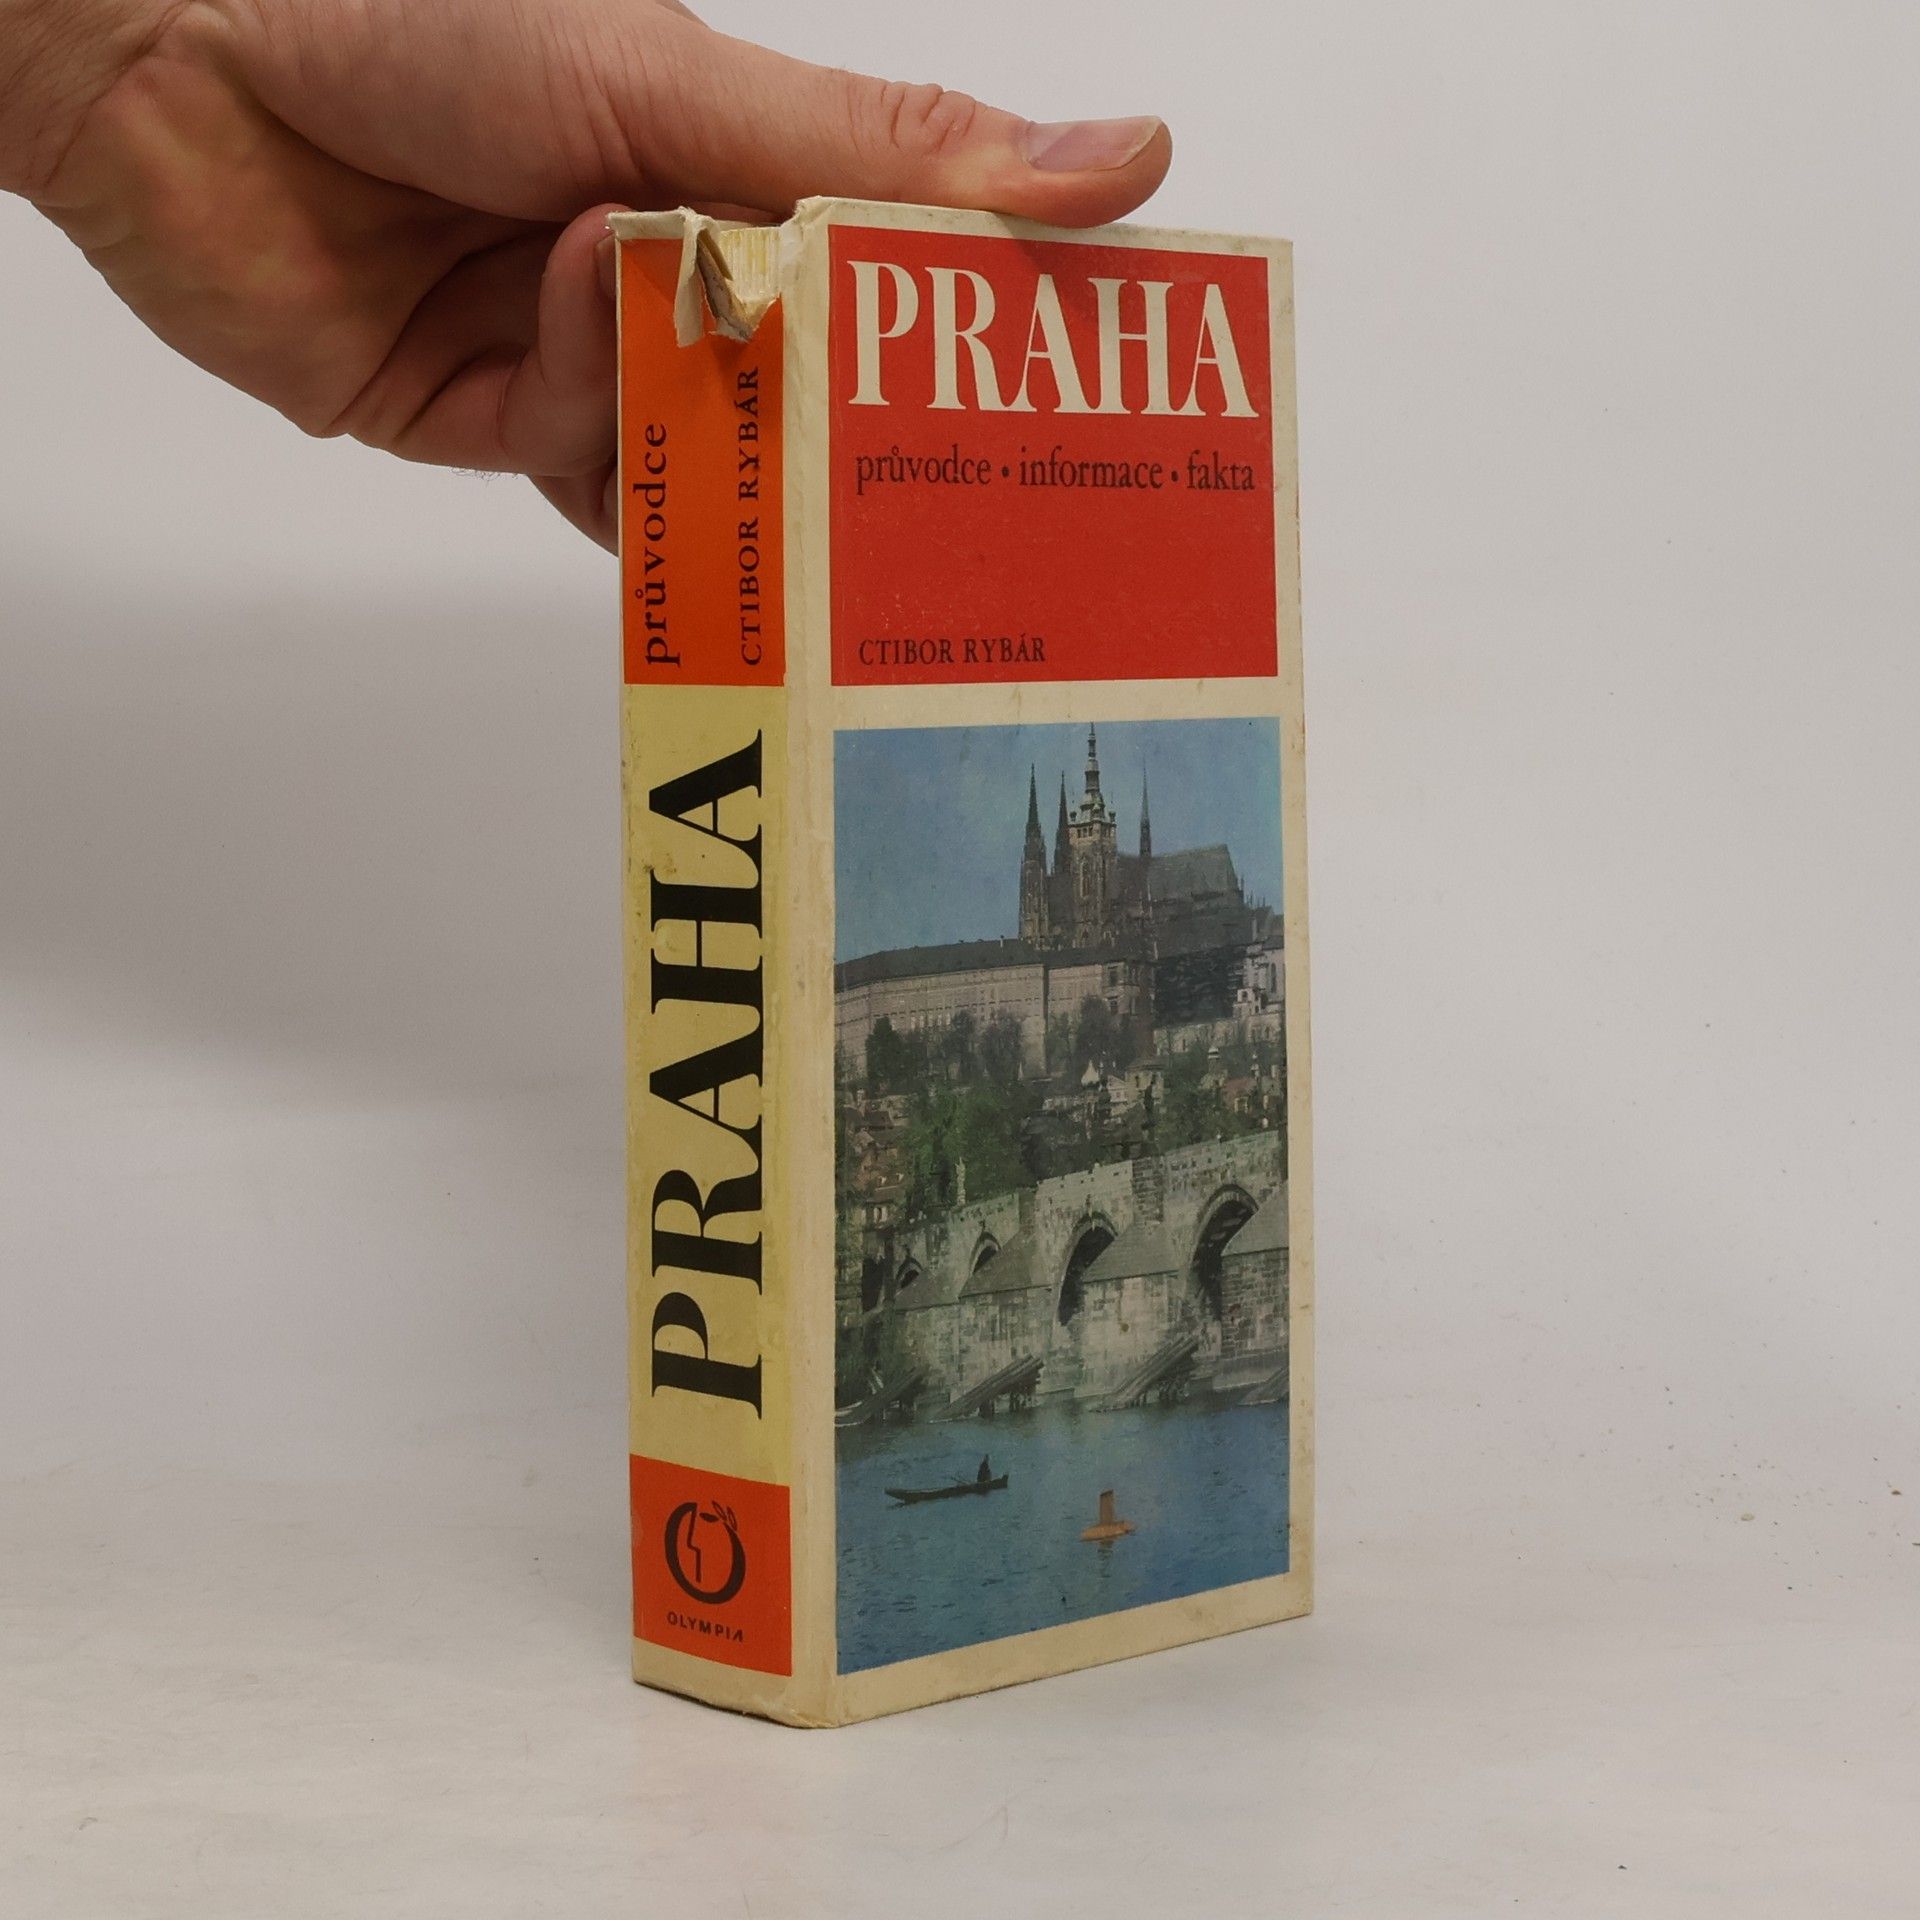 průvodce
CTIBOR RYBÁR
PRAHA
OLYMPIA
PRAHA
průvodce • informace • fakta
CTIBOR RYBÁR